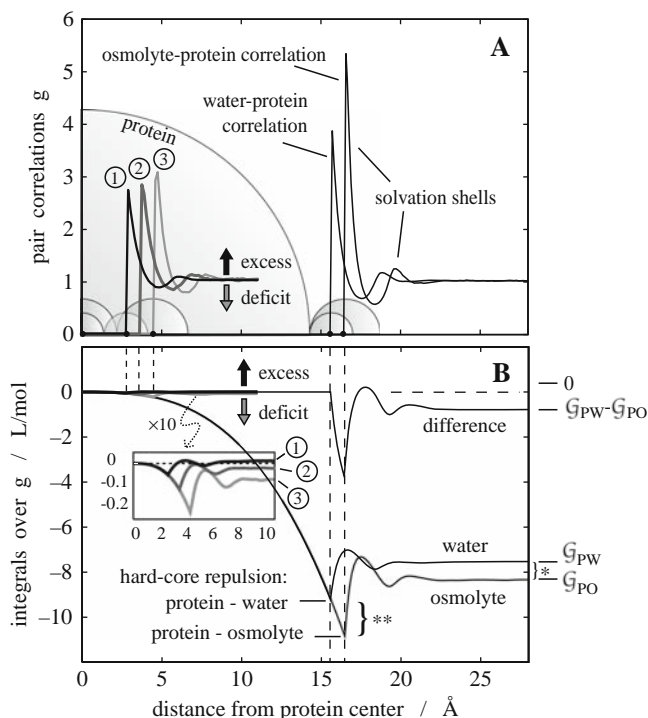 A
6
5
4
3
2
1
0
pair correlations g
osmolyte-protein correlation
water-protein
correlation
protein
1
2
3
solvation shells
excess
deficit
B
0
−2
−4
−6
−8
−10
integrals over g / L/mol
excess
deficit
×10
0
-0.1
-0.2
0 2 4 6 8 10
1
2
3
0
𝒢PW-𝒢PO
difference
water
𝒢PW
*
𝒢PO
osmolyte
hard-core repulsion:
protein - water
protein - osmolyte
**
0 5 10 15 20 25
distance from protein center / Å